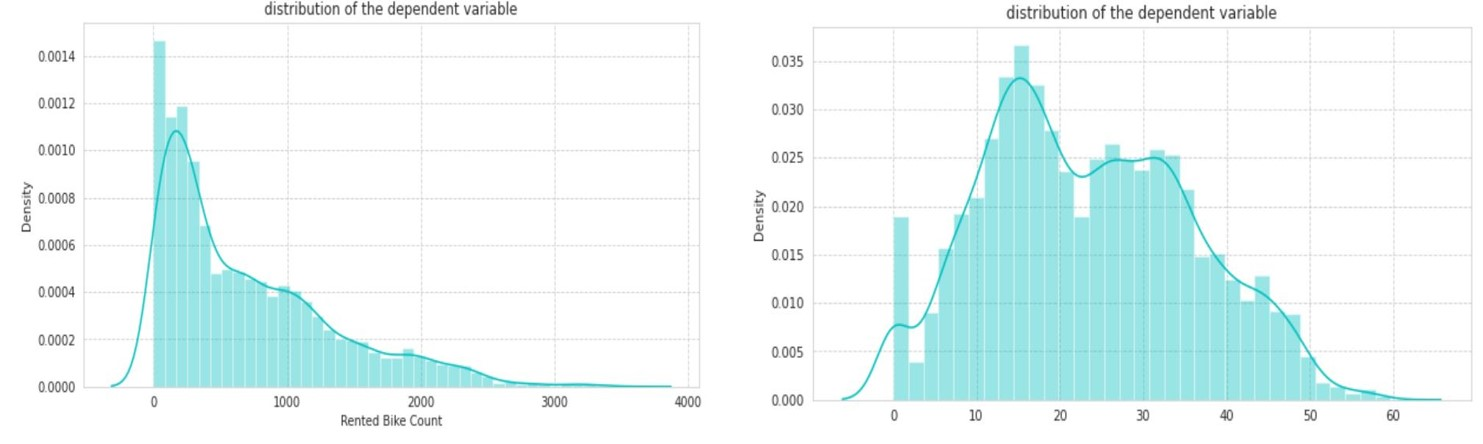 distribution of the dependent variable
0.0014
0.0012
0.0010
0.0008
0.0006
0.0004
0.0002
0.0000
Density
0 1000 2000 3000 4000
Rented Bike Count
distribution of the dependent variable
0.035
0.030
0.025
0.020
0.015
0.010
0.005
0.000
Density
0 10 20 30 40 50 60